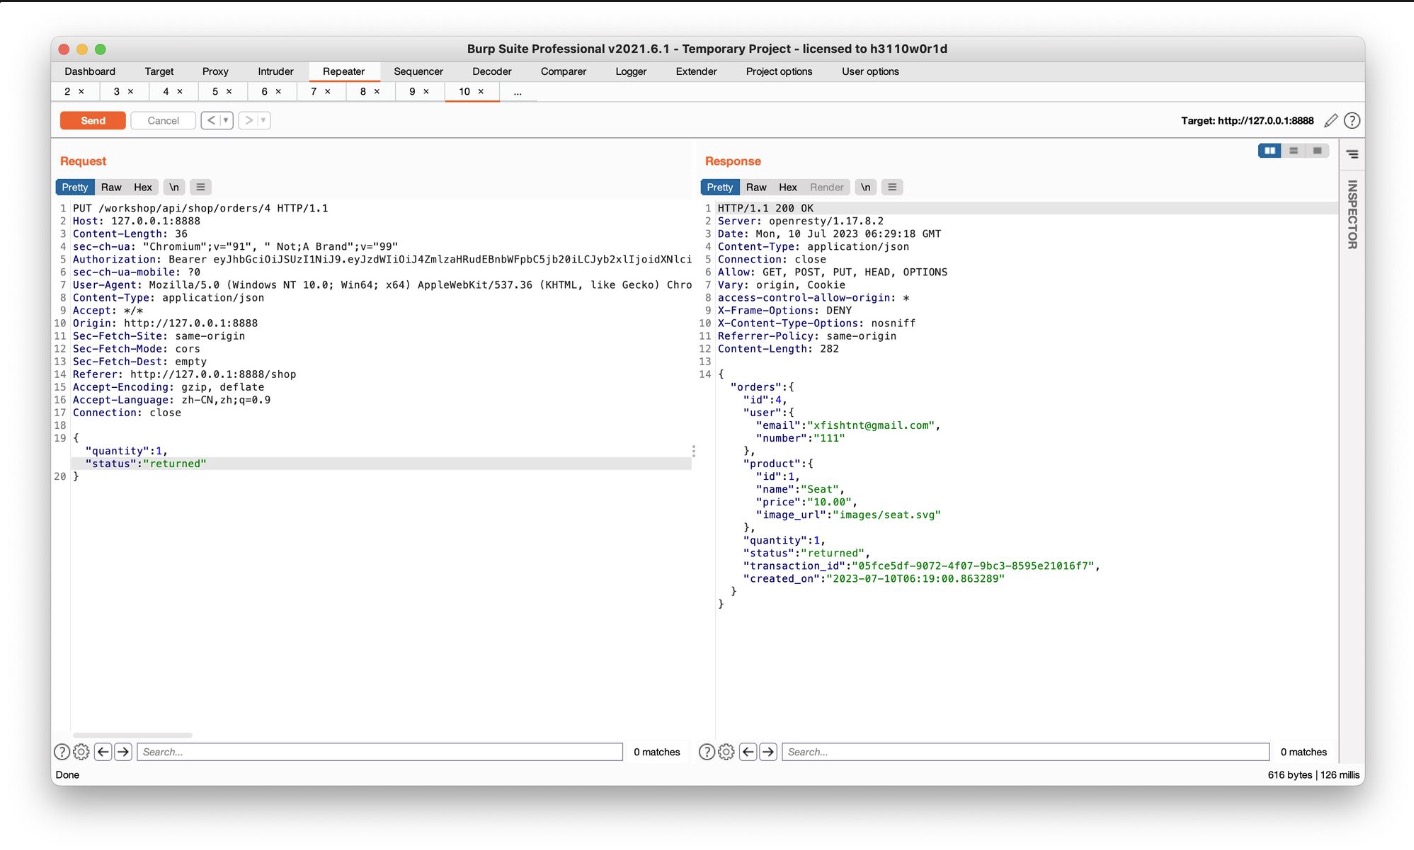 Burp Suite Professional v2021.6.1 - Temporary Project - licensed to h3110w0r1d
Dashboard Target Proxy Intruder Repeater Sequencer Decoder Comparer Logger Extender Project options User options
2 × 3 × 4 × 5 × 6 × 7 × 8 × 9 × 10 × ...
Send Cancel < > Target: http://127.0.0.1:8888
Request
Pretty Raw Hex \n
1 PUT /workshop/api/shop/orders/4 HTTP/1.1
2 Host: 127.0.0.1:8888
3 Content-Length: 36
4 sec-ch-ua: "Chromium";v="91", " Not;A Brand";v="99"
5 Authorization: Bearer eyJhbGciOiJSUzI1NiJ9.eyJzdWIiOiJ4ZmlzaHRudEBnbWFpbC5jb20iLCJyb2xlIjoidXNlci
6 sec-ch-ua-mobile: ?0
7 User-Agent: Mozilla/5.0 (Windows NT 10.0; Win64; x64) AppleWebKit/537.36 (KHTML, like Gecko) Chro
8 Content-Type: application/json
9 Accept: */*
10 Origin: http://127.0.0.1:8888
11 Sec-Fetch-Site: same-origin
12 Sec-Fetch-Mode: cors
13 Sec-Fetch-Dest: empty
14 Referer: http://127.0.0.1:8888/shop
15 Accept-Encoding: gzip, deflate
16 Accept-Language: zh-CN,zh;q=0.9
17 Connection: close
18
19 {
"quantity":1,
"status":"returned"
20 }
Search... 0 matches
Response
Pretty Raw Hex Render \n
1 HTTP/1.1 200 OK
2 Server: openresty/1.17.8.2
3 Date: Mon, 10 Jul 2023 06:29:18 GMT
4 Content-Type: application/json
5 Connection: close
6 Allow: GET, POST, PUT, HEAD, OPTIONS
7 Vary: origin, Cookie
8 access-control-allow-origin: *
9 X-Frame-Options: DENY
10 X-Content-Type-Options: nosniff
11 Referrer-Policy: same-origin
12 Content-Length: 282
13
14 {
"orders":{
"id":4,
"user":{
"email":"xfishtnt@gmail.com",
"number":"111"
},
"product":{
"id":1,
"name":"Seat",
"price":"10.00",
"image_url":"images/seat.svg"
},
"quantity":1,
"status":"returned",
"transaction_id":"05fce5df-9072-4f07-9bc3-8595e21016f7",
"created_on":"2023-07-10T06:19:00.863289"
}
}
Search... 0 matches
INSPECTOR
Done 616 bytes | 126 millis